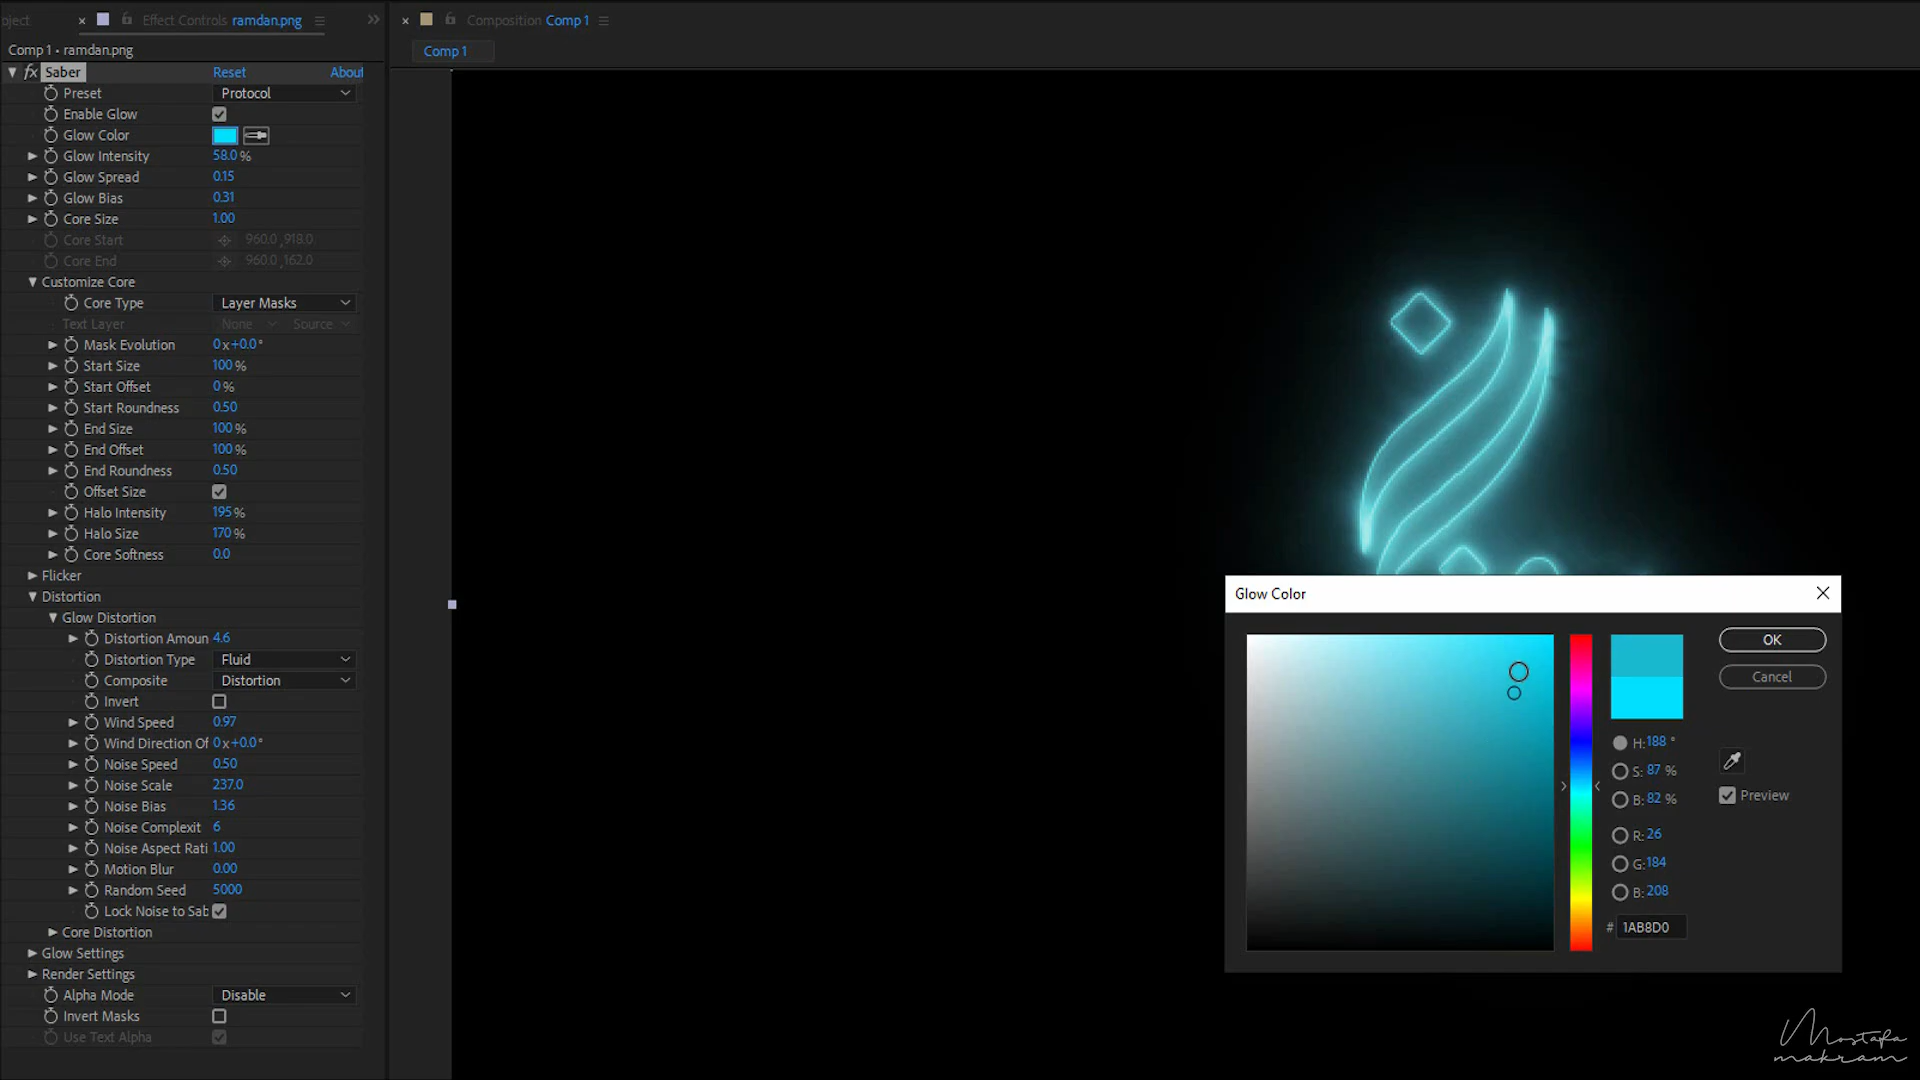 oject
Effect Controls ramdan.png
Composition Comp 1
Comp 1
Comp 1 • ramdan.png
fx Saber Reset About
Preset Protocol
Enable Glow
Glow Color
Glow Intensity 58.0 %
Glow Spread 0.15
Glow Bias 0.31
Core Size 1.00
Core Start 960.0 ,918.0
Core End 960.0 ,162.0
Customize Core
Core Type Layer Masks
Text Layer None Source
Mask Evolution 0 x +0.0 °
Start Size 100 %
Start Offset 0 %
Start Roundness 0.50
End Size 100 %
End Offset 100 %
End Roundness 0.50
Offset Size
Halo Intensity 195 %
Halo Size 170 %
Core Softness 0.0
Flicker
Distortion
Glow Distortion
Distortion Amoun 4.6
Distortion Type Fluid
Composite Distortion
Invert
Wind Speed 0.97
Wind Direction Of 0 x +0.0 °
Noise Speed 0.50
Noise Scale 237.0
Noise Bias 1.36
Noise Complexit 6
Noise Aspect Rati 1.00
Motion Blur 0.00
Random Seed 5000
Lock Noise to Sab
Core Distortion
Glow Settings
Render Settings
Alpha Mode Disable
Invert Masks
Use Text Alpha
Glow Color
OK
Cancel
H: 188 °
S: 87 %
B: 82 %
Preview
R: 26
G: 184
B: 208
# 1AB8D0
Mostafa
makram